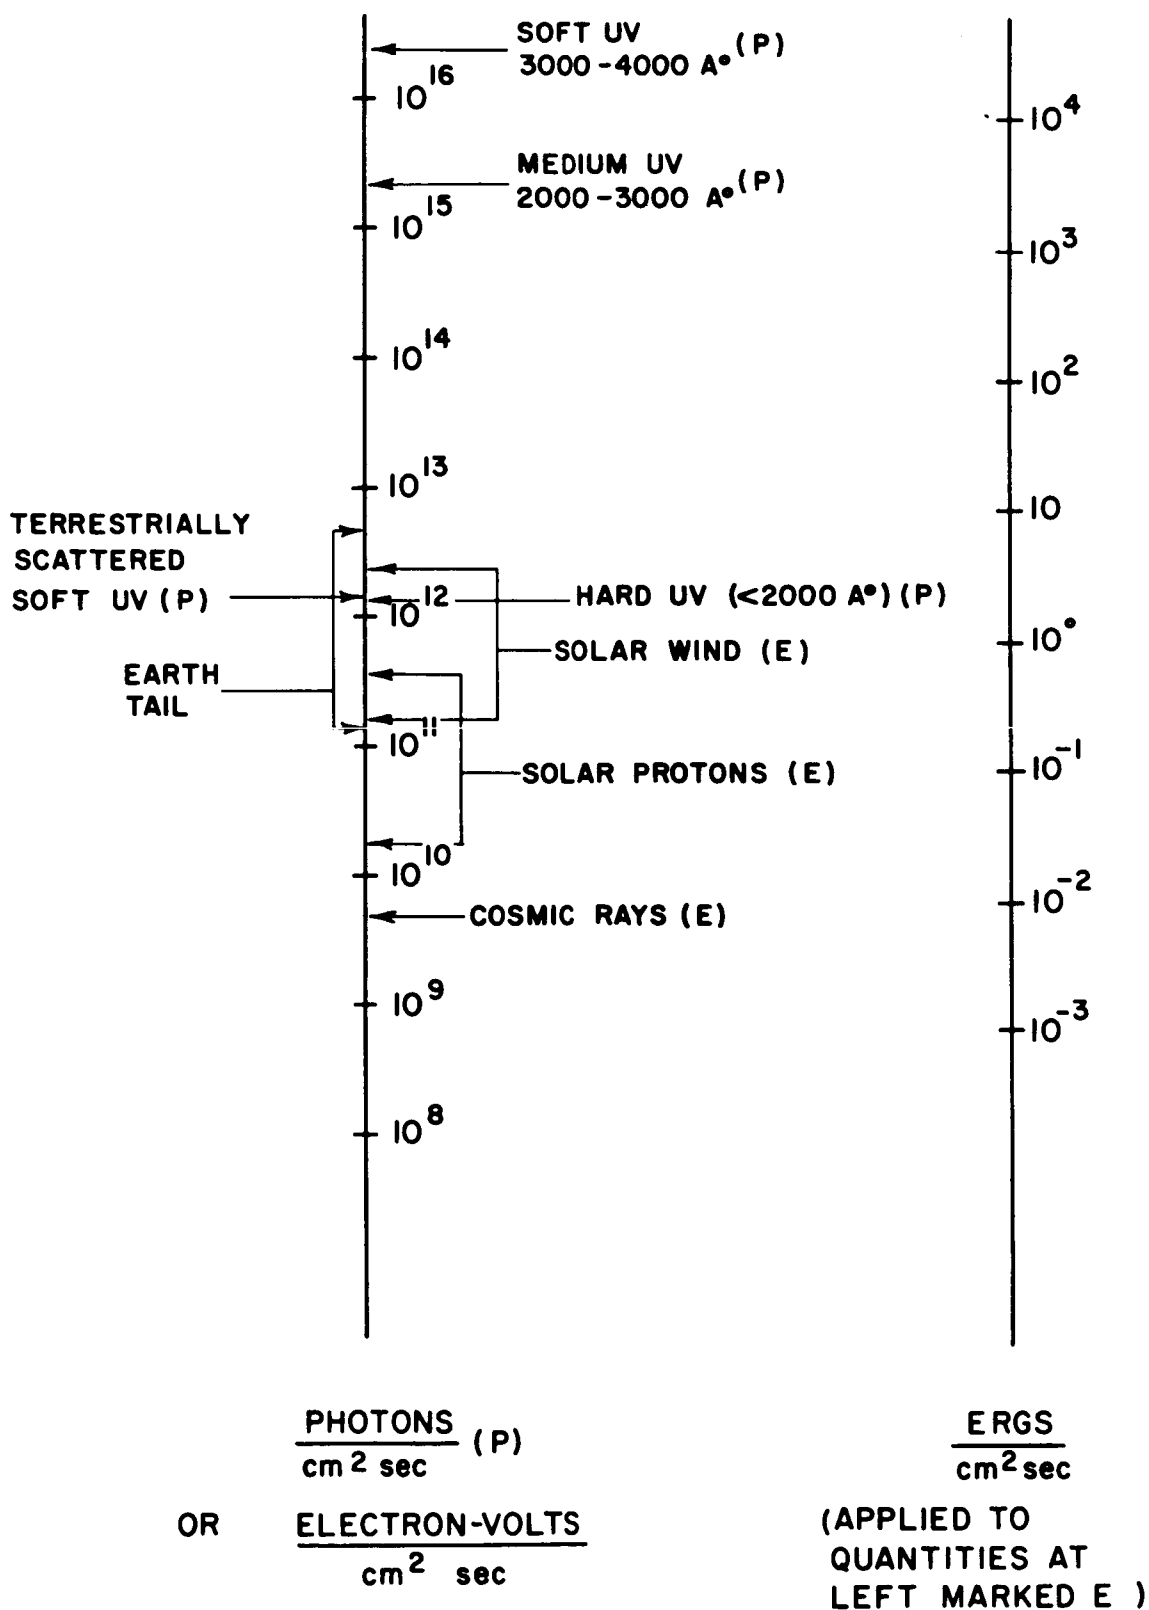 SOFT UV
3000-4000 A° (P)
10^16
10^4
MEDIUM UV
2000-3000 A° (P)
10^15
10^3
10^14
10^2
10^13
10
TERRESTRIALLY
SCATTERED
SOFT UV (P)
10^12
HARD UV (<2000 A°) (P)
10°
SOLAR WIND (E)
EARTH
TAIL
10^11
10^-1
SOLAR PROTONS (E)
10^10
10^-2
COSMIC RAYS (E)
10^9
10^-3
10^8
PHOTONS
cm² sec
(P)
OR
ELECTRON-VOLTS
cm² sec
ERGS
cm² sec
(APPLIED TO
QUANTITIES AT
LEFT MARKED E )